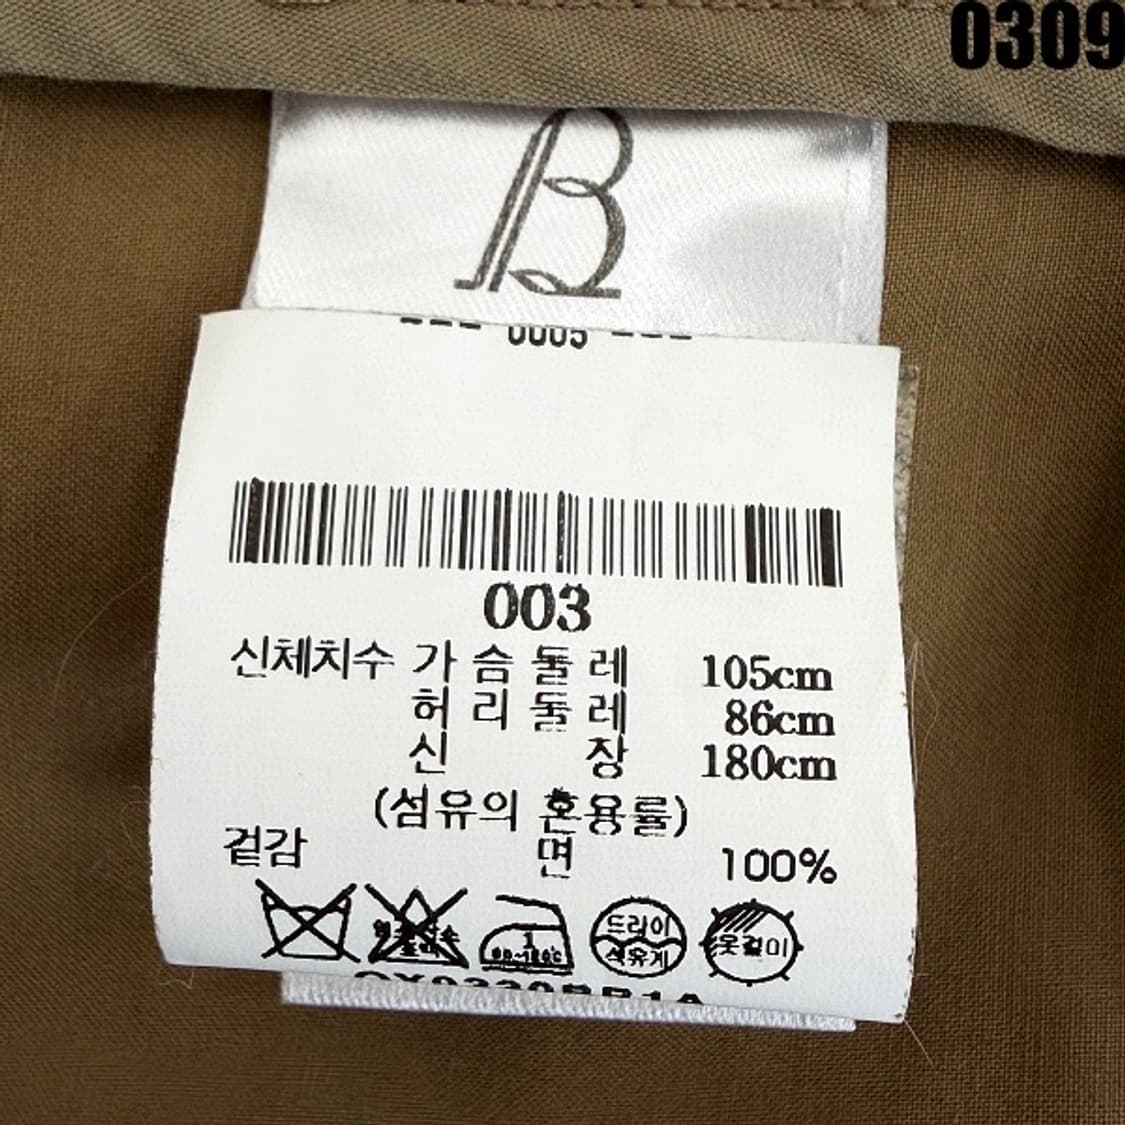 0309
B
0005
003
신체치수 가슴둘레 105cm
허리둘레 86cm
신장 180cm
(섬유의 혼용률)
겉감 면 100%
드라이
석유계
옷걸이